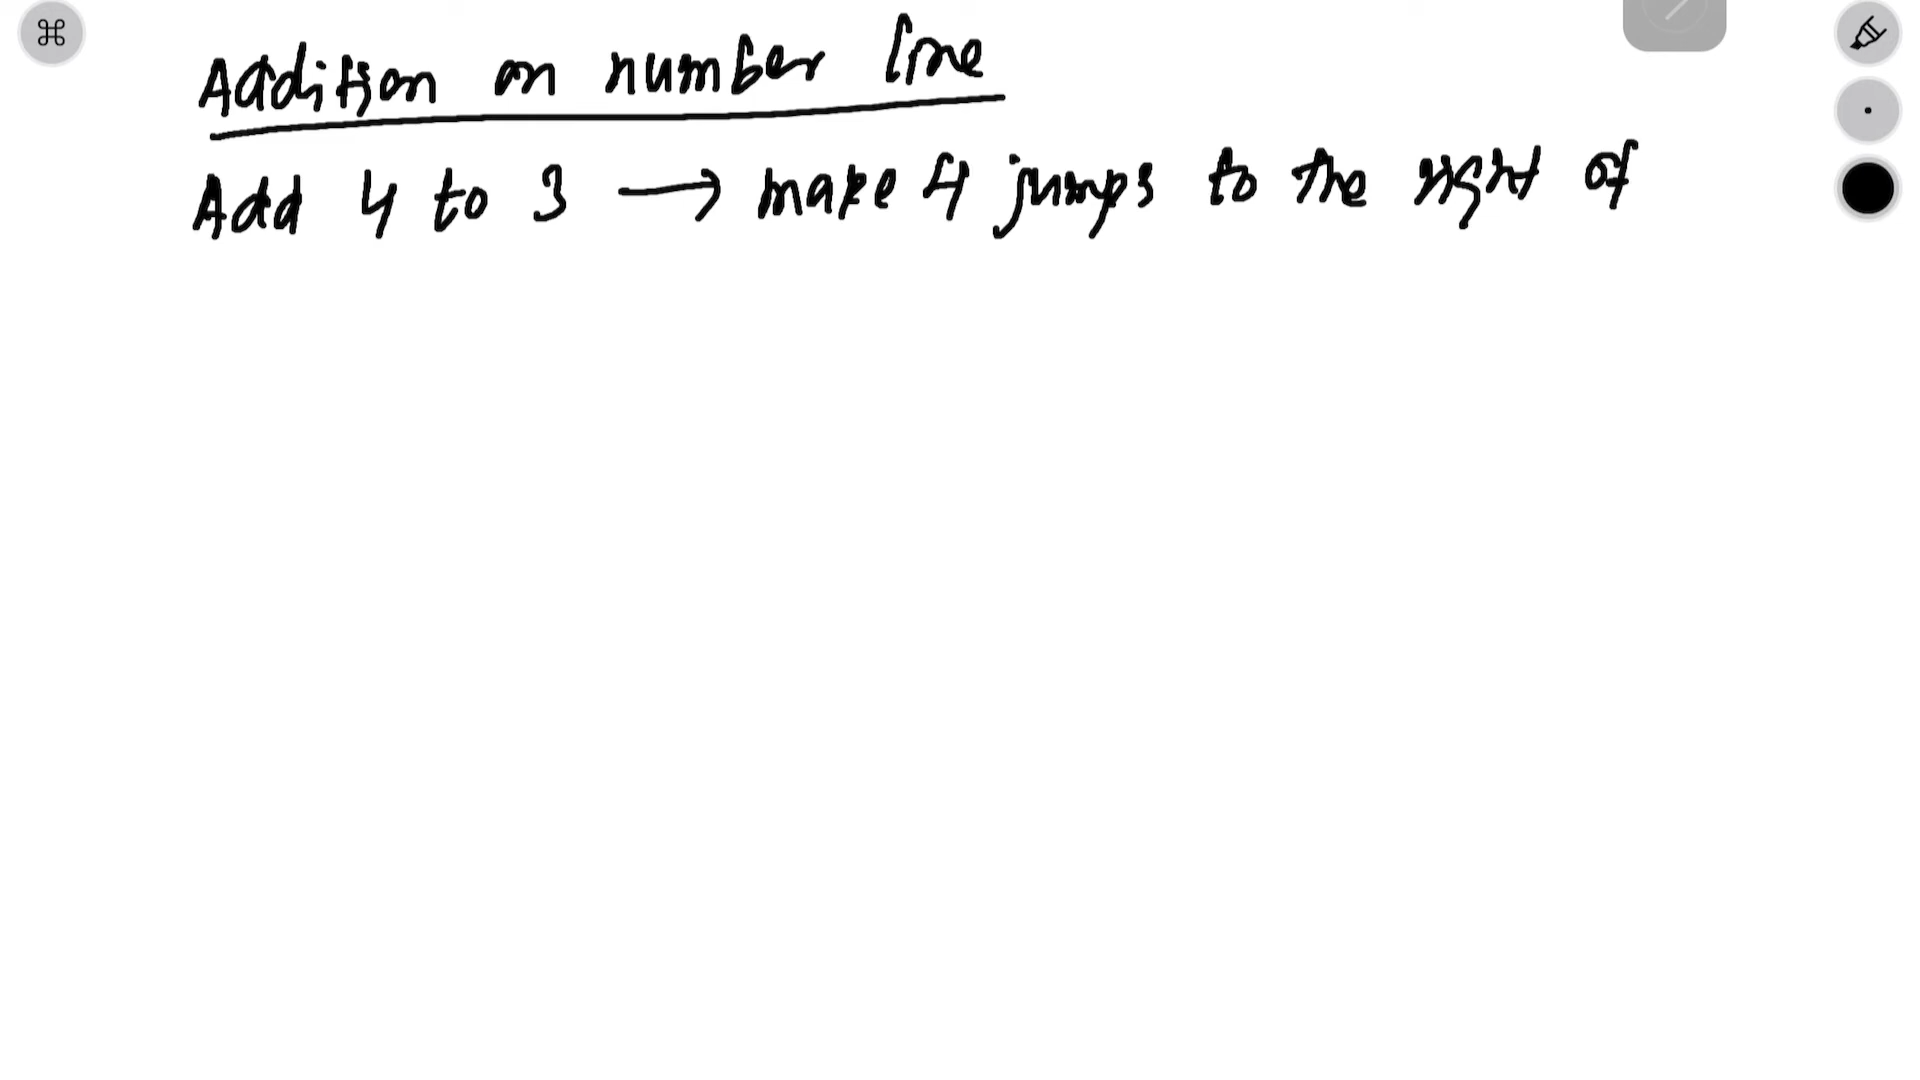 Addition on number line
Add 4 to 3 → make 4 jumps to the right of